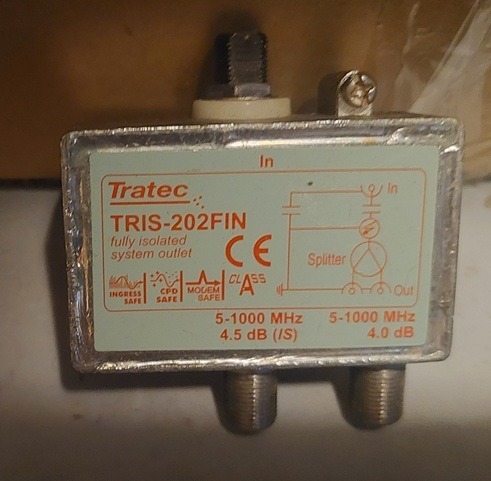 In
Tratec
TRIS-202FIN
fully isolated
system outlet
CE
INGRESS
SAFE
CPD
SAFE
MODEM
SAFE
CLASS
A
In
Splitter
Out
5-1000 MHz
4.5 dB (IS)
5-1000 MHz
4.0 dB